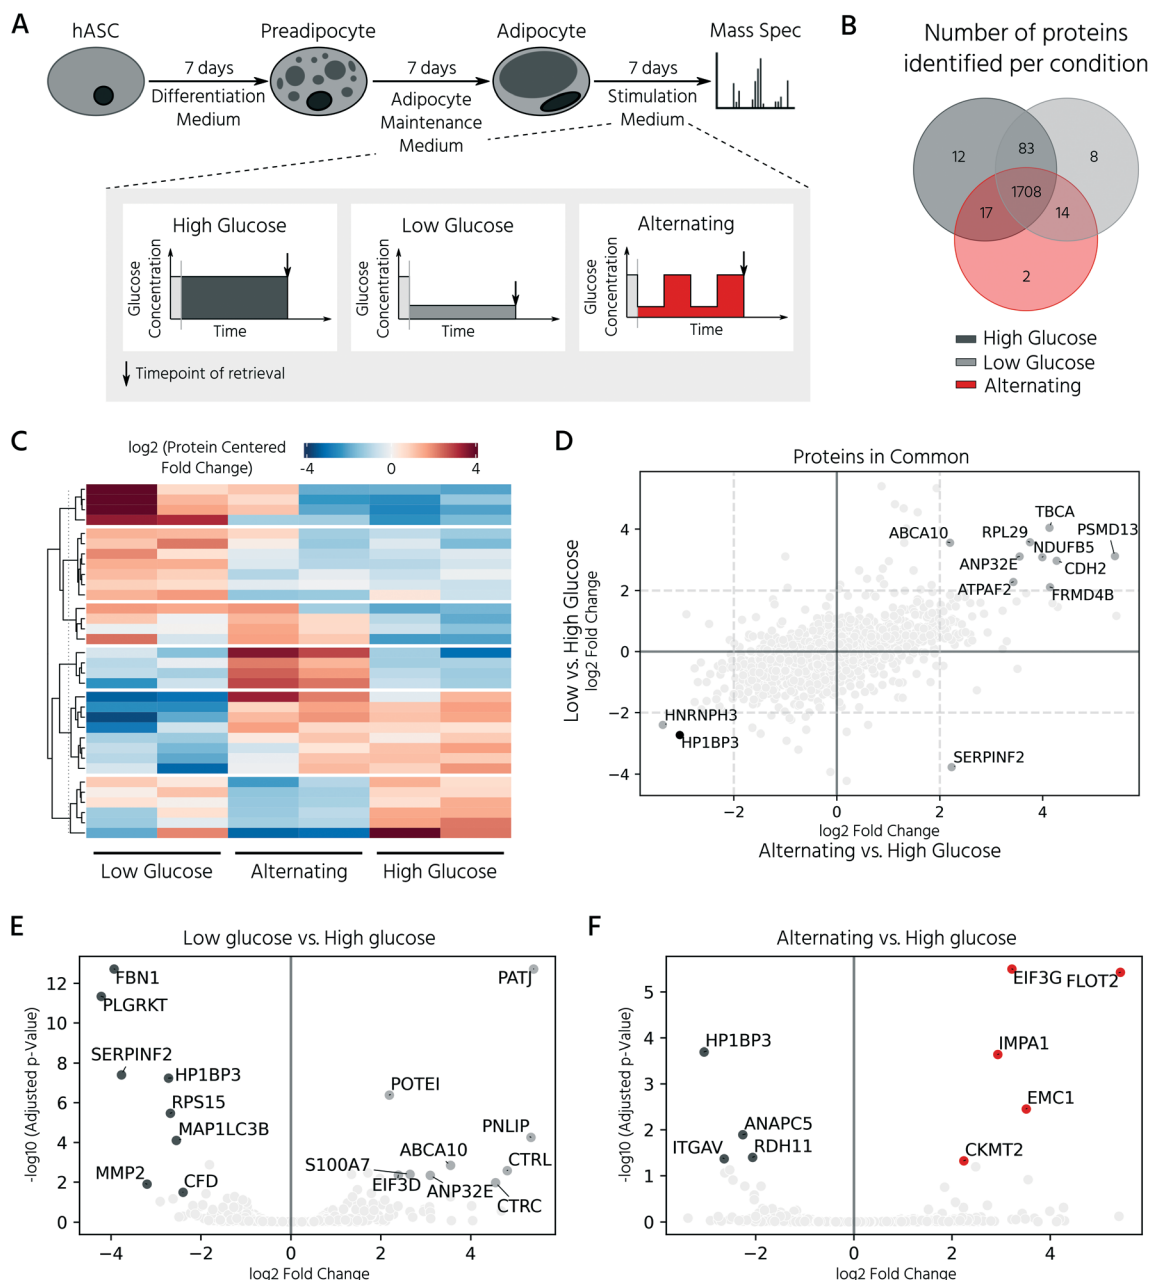 A
hASC
Preadipocyte
Adipocyte
Mass Spec
7 days
Differentiation
Medium
7 days
Adipocyte
Maintenance
Medium
7 days
Stimulation
Medium
High Glucose
Glucose
Concentration
Time
Low Glucose
Glucose
Concentration
Time
Alternating
Glucose
Concentration
Time
Timepoint of retrieval
B
Number of proteins
identified per condition
12
83
8
1708
17
14
2
High Glucose
Low Glucose
Alternating
C
log2 (Protein Centered
Fold Change)
-4
0
4
Low Glucose
Alternating
High Glucose
D
Proteins in Common
Low vs. High Glucose
log2 Fold Change
4
2
0
−2
−4
TBCA
ABCA10
RPL29
PSMD13
NDUFB5
ANP32E
CDH2
ATPAF2
FRMD4B
HNRNPH3
HP1BP3
SERPINF2
−2
0
2
4
log2 Fold Change
Alternating vs. High Glucose
E
Low glucose vs. High glucose
-log10 (Adjusted p-Value)
12
10
8
6
4
2
0
FBN1
PATJ
PLGRKT
SERPINF2
HP1BP3
POTEI
RPS15
MAP1LC3B
PNLIP
ABCA10
S100A7
CTRL
MMP2
CFD
EIF3D
ANP32E
CTRC
−4
−2
0
2
4
log2 Fold Change
F
Alternating vs. High glucose
-log10 (Adjusted p-Value)
5
4
3
2
1
0
EIF3G
FLOT2
HP1BP3
IMPA1
EMC1
ANAPC5
ITGAV
RDH11
CKMT2
−2
0
2
4
log2 Fold Change